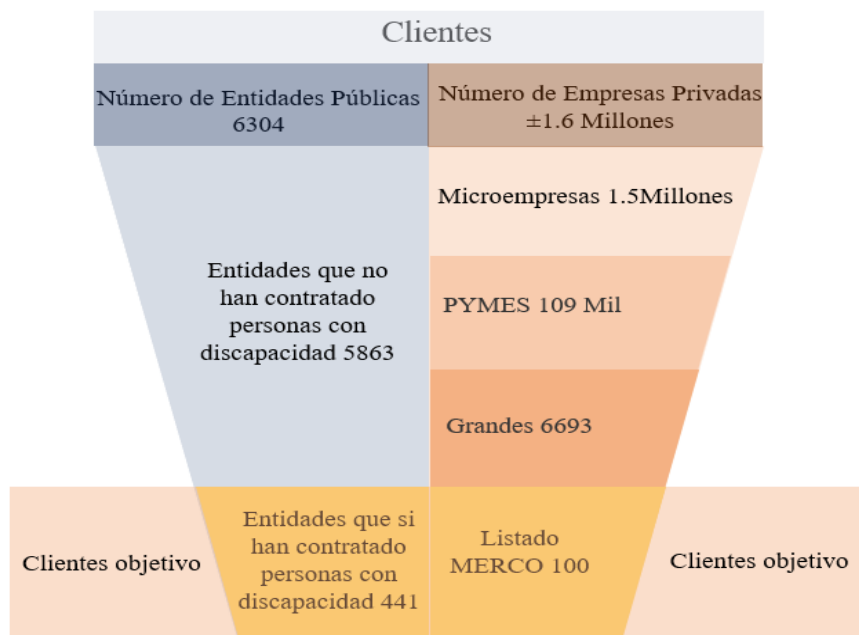 Clientes
Número de Entidades Públicas
6304
Número de Empresas Privadas
±1.6 Millones
Entidades que no
han contratado
personas con
discapacidad 5863
Microempresas 1.5Millones
PYMES 109 Mil
Grandes 6693
Clientes objetivo
Entidades que si
han contratado
personas con
discapacidad 441
Listado
MERCO 100
Clientes objetivo